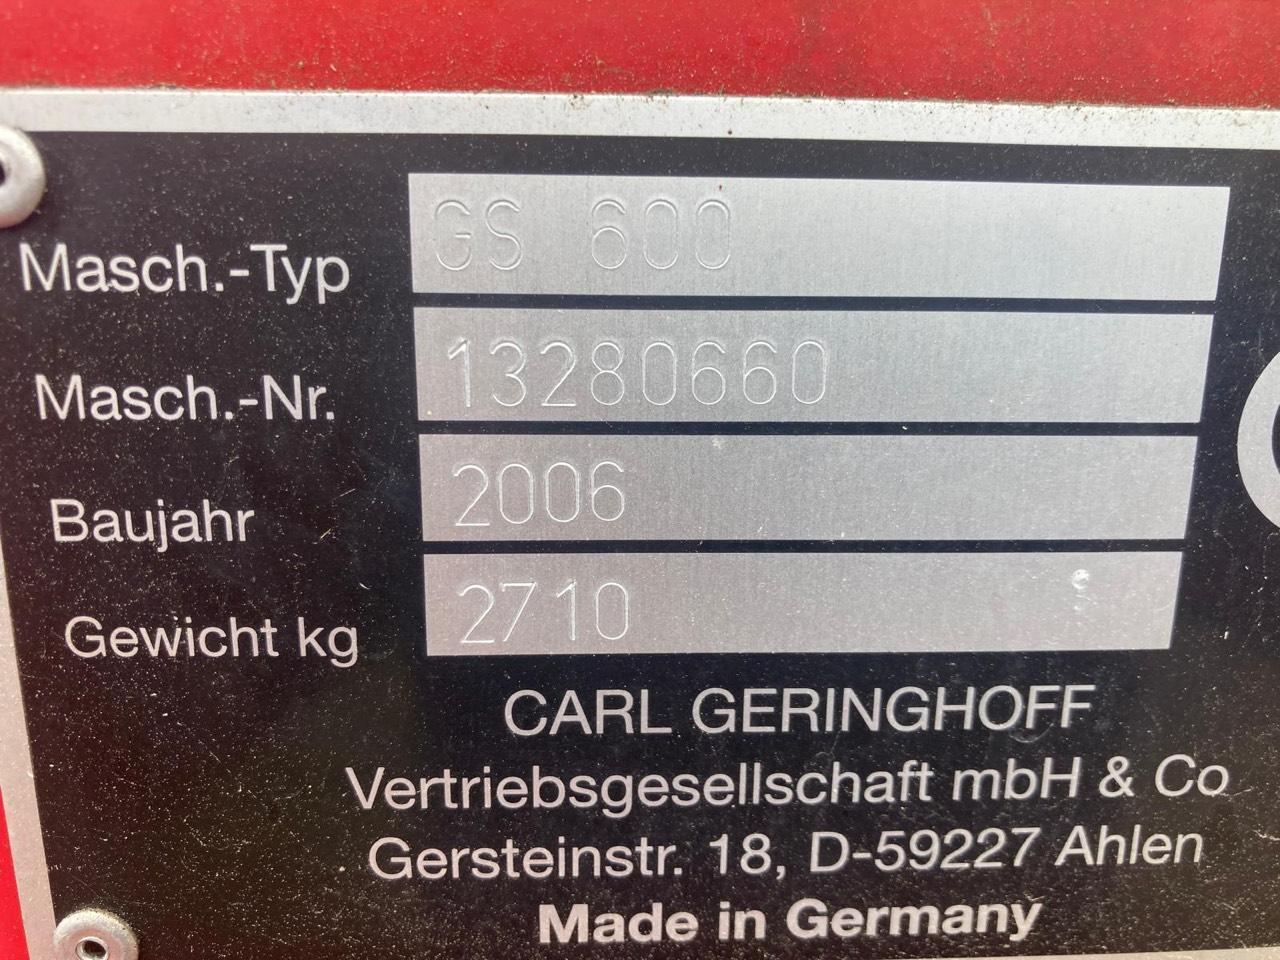 Masch.-Typ GS 600
Masch.-Nr. 13280660
Baujahr 2006
Gewicht kg 2710
CARL GERINGHOFF
Vertriebsgesellschaft mbH & Co
Gersteinstr. 18, D-59227 Ahlen
Made in Germany